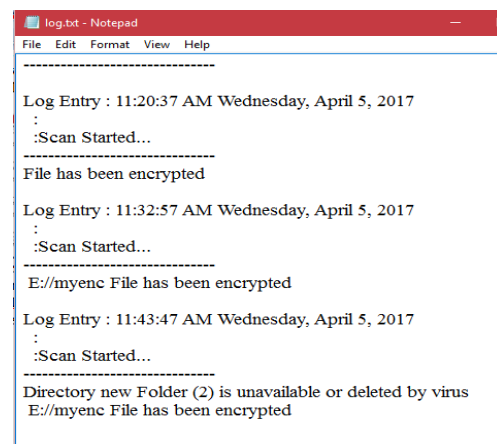 log.txt - Notepad
File Edit Format View Help
-------------------------------
Log Entry : 11:20:37 AM Wednesday, April 5, 2017
:
:Scan Started...
-------------------------------
File has been encrypted
Log Entry : 11:32:57 AM Wednesday, April 5, 2017
:
:Scan Started...
-------------------------------
E://myenc File has been encrypted
Log Entry : 11:43:47 AM Wednesday, April 5, 2017
:
:Scan Started...
-------------------------------
Directory new Folder (2) is unavailable or deleted by virus
E://myenc File has been encrypted